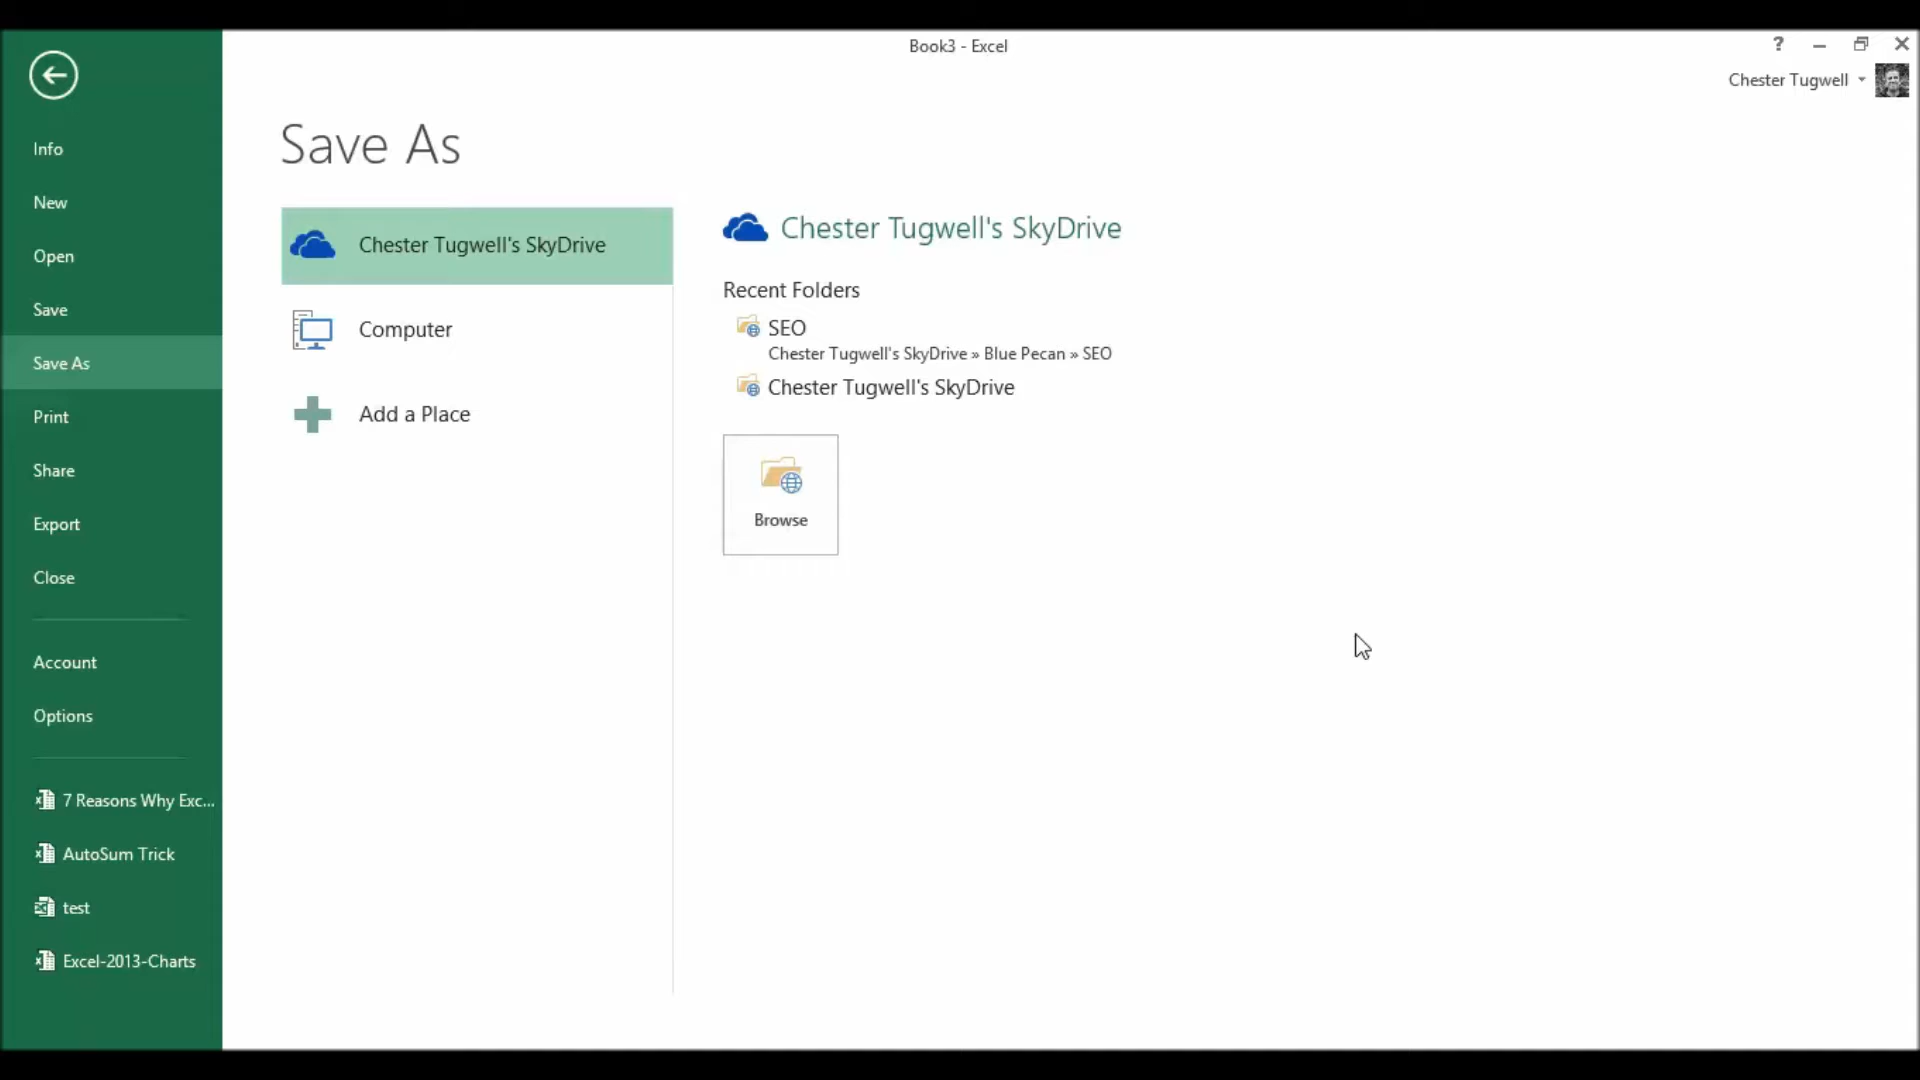 Book3 - Excel
?
Chester Tugwell
Info
New
Open
Save
Save As
Print
Share
Export
Close
Account
Options
7 Reasons Why Exc...
AutoSum Trick
test
Excel-2013-Charts
Save As
Chester Tugwell's SkyDrive
Computer
Add a Place
Chester Tugwell's SkyDrive
Recent Folders
SEO
Chester Tugwell's SkyDrive » Blue Pecan » SEO
Chester Tugwell's SkyDrive
Browse